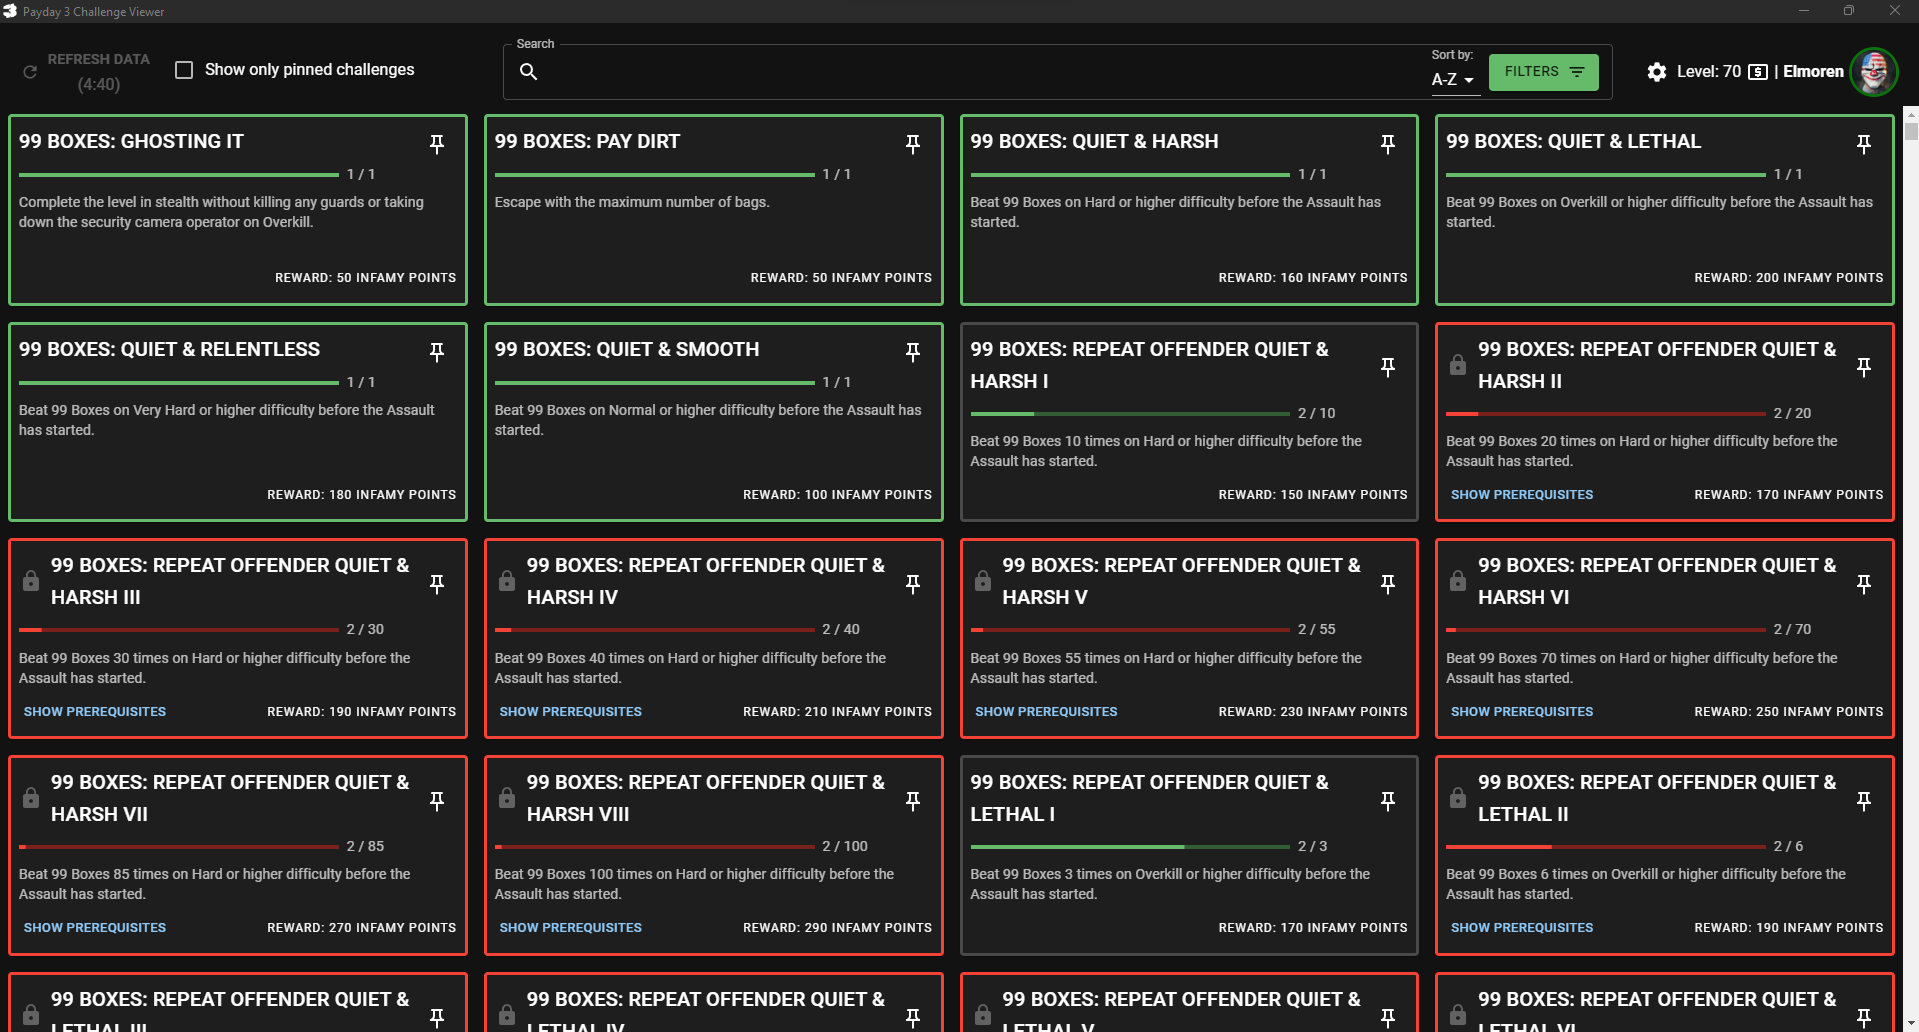 Payday 3 Challenge Viewer
REFRESH DATA
(4:40)
Show only pinned challenges
Search
Sort by:
A-Z
FILTERS
Level: 70 | Elmoren
99 BOXES: GHOSTING IT
1 / 1
Complete the level in stealth without killing any guards or taking
down the security camera operator on Overkill.
REWARD: 50 INFAMY POINTS
99 BOXES: PAY DIRT
1 / 1
Escape with the maximum number of bags.
REWARD: 50 INFAMY POINTS
99 BOXES: QUIET & HARSH
1 / 1
Beat 99 Boxes on Hard or higher difficulty before the Assault has
started.
REWARD: 160 INFAMY POINTS
99 BOXES: QUIET & LETHAL
1 / 1
Beat 99 Boxes on Overkill or higher difficulty before the Assault has
started.
REWARD: 200 INFAMY POINTS
99 BOXES: QUIET & RELENTLESS
1 / 1
Beat 99 Boxes on Very Hard or higher difficulty before the Assault
has started.
REWARD: 180 INFAMY POINTS
99 BOXES: QUIET & SMOOTH
1 / 1
Beat 99 Boxes on Normal or higher difficulty before the Assault has
started.
REWARD: 100 INFAMY POINTS
99 BOXES: REPEAT OFFENDER QUIET &
HARSH I
2 / 10
Beat 99 Boxes 10 times on Hard or higher difficulty before the
Assault has started.
REWARD: 150 INFAMY POINTS
99 BOXES: REPEAT OFFENDER QUIET &
HARSH II
2 / 20
Beat 99 Boxes 20 times on Hard or higher difficulty before the
Assault has started.
SHOW PREREQUISITES
REWARD: 170 INFAMY POINTS
99 BOXES: REPEAT OFFENDER QUIET &
HARSH III
2 / 30
Beat 99 Boxes 30 times on Hard or higher difficulty before the
Assault has started.
SHOW PREREQUISITES
REWARD: 190 INFAMY POINTS
99 BOXES: REPEAT OFFENDER QUIET &
HARSH IV
2 / 40
Beat 99 Boxes 40 times on Hard or higher difficulty before the
Assault has started.
SHOW PREREQUISITES
REWARD: 210 INFAMY POINTS
99 BOXES: REPEAT OFFENDER QUIET &
HARSH V
2 / 55
Beat 99 Boxes 55 times on Hard or higher difficulty before the
Assault has started.
SHOW PREREQUISITES
REWARD: 230 INFAMY POINTS
99 BOXES: REPEAT OFFENDER QUIET &
HARSH VI
2 / 70
Beat 99 Boxes 70 times on Hard or higher difficulty before the
Assault has started.
SHOW PREREQUISITES
REWARD: 250 INFAMY POINTS
99 BOXES: REPEAT OFFENDER QUIET &
HARSH VII
2 / 85
Beat 99 Boxes 85 times on Hard or higher difficulty before the
Assault has started.
SHOW PREREQUISITES
REWARD: 270 INFAMY POINTS
99 BOXES: REPEAT OFFENDER QUIET &
HARSH VIII
2 / 100
Beat 99 Boxes 100 times on Hard or higher difficulty before the
Assault has started.
SHOW PREREQUISITES
REWARD: 290 INFAMY POINTS
99 BOXES: REPEAT OFFENDER QUIET &
LETHAL I
2 / 3
Beat 99 Boxes 3 times on Overkill or higher difficulty before the
Assault has started.
REWARD: 170 INFAMY POINTS
99 BOXES: REPEAT OFFENDER QUIET &
LETHAL II
2 / 6
Beat 99 Boxes 6 times on Overkill or higher difficulty before the
Assault has started.
SHOW PREREQUISITES
REWARD: 190 INFAMY POINTS
99 BOXES: REPEAT OFFENDER QUIET &
LETHAL III
99 BOXES: REPEAT OFFENDER QUIET &
LETHAL IV
99 BOXES: REPEAT OFFENDER QUIET &
LETHAL V
99 BOXES: REPEAT OFFENDER QUIET &
LETHAL VI